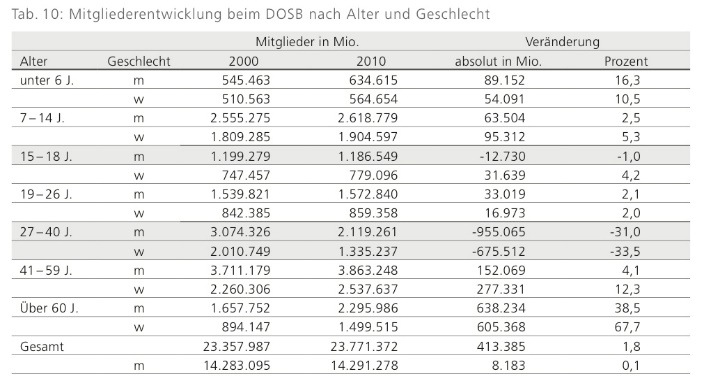 Tab. 10: Mitgliederentwicklung beim DOSB nach Alter und Geschlecht
Mitglieder in Mio. Veränderung
Alter Geschlecht 2000 2010 absolut in Mio. Prozent
unter 6 J. m 545.463 634.615 89.152 16,3
w 510.563 564.654 54.091 10,5
7–14 J. m 2.555.275 2.618.779 63.504 2,5
w 1.809.285 1.904.597 95.312 5,3
15–18 J. m 1.199.279 1.186.549 -12.730 -1,0
w 747.457 779.096 31.639 4,2
19–26 J. m 1.539.821 1.572.840 33.019 2,1
w 842.385 859.358 16.973 2,0
27–40 J. m 3.074.326 2.119.261 -955.065 -31,0
w 2.010.749 1.335.237 -675.512 -33,5
41–59 J. m 3.711.179 3.863.248 152.069 4,1
w 2.260.306 2.537.637 277.331 12,3
Über 60 J. m 1.657.752 2.295.986 638.234 38,5
w 894.147 1.499.515 605.368 67,7
Gesamt 23.357.987 23.771.372 413.385 1,8
m 14.283.095 14.291.278 8.183 0,1